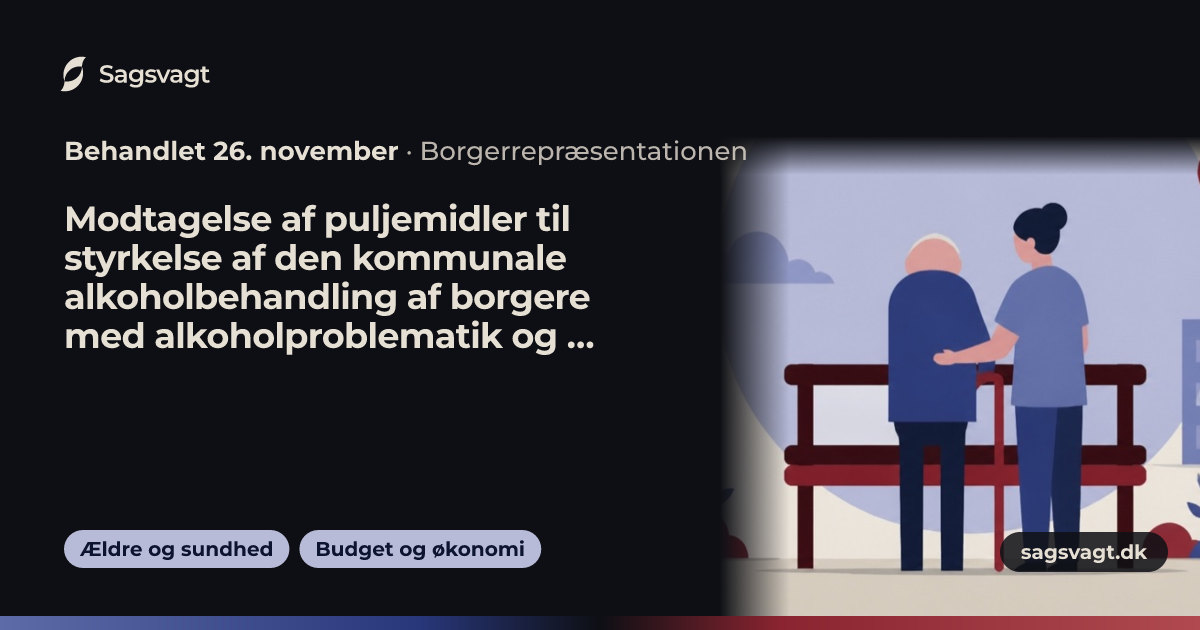 Sagsvagt
Behandlet 26. november · Borgerrepræsentationen
Modtagelse af puljemidler til
styrkelse af den kommunale
alkoholbehandling af borgere
med alkoholproblematik og ...
Ældre og sundhed
Budget og økonomi
sagsvagt.dk